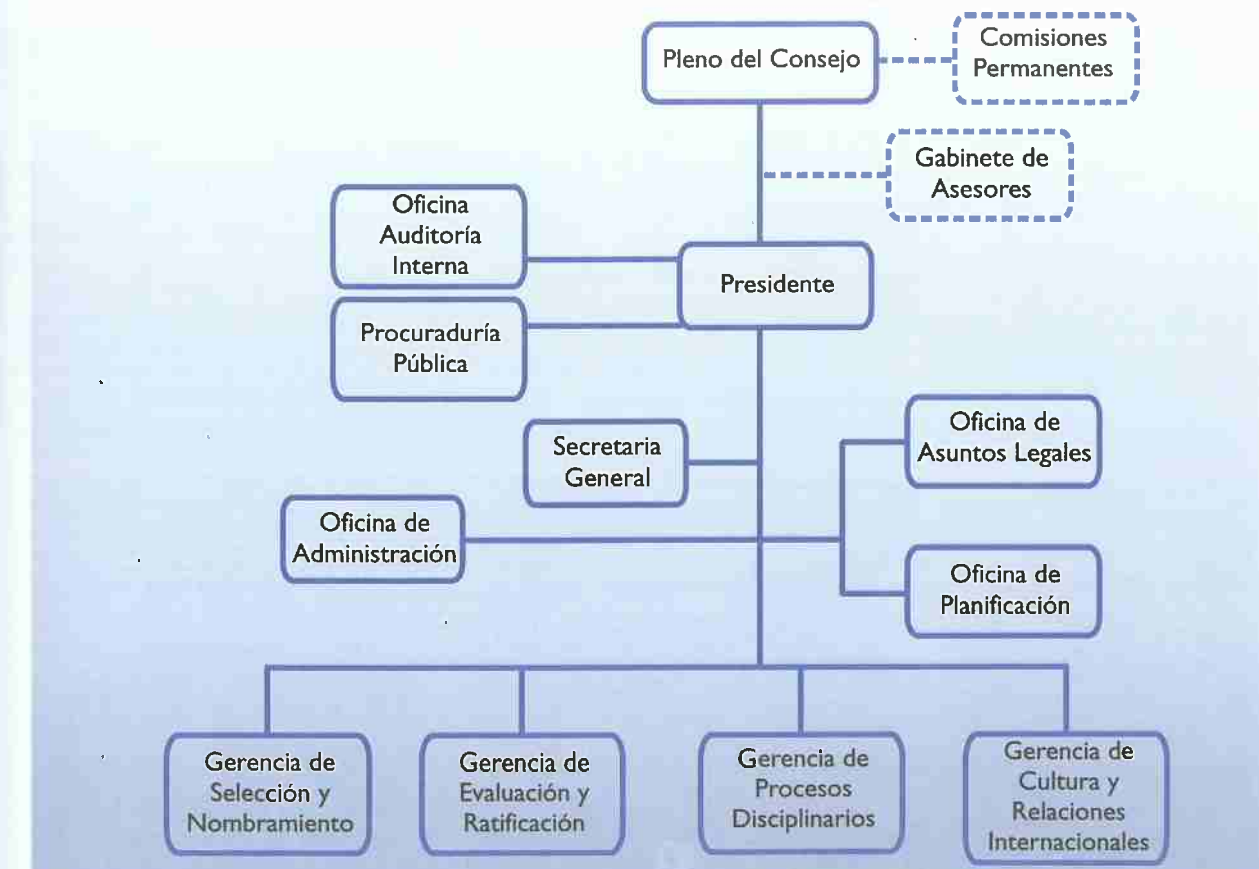 Pleno del Consejo
Comisiones
Permanentes
Gabinete de
Asesores
Oficina
Auditoría
Interna
Presidente
Procuraduría
Pública
Secretaria
General
Oficina de
Asuntos Legales
Oficina de
Administración
Oficina de
Planificación
Gerencia de
Selección y
Nombramiento
Gerencia de
Evaluación y
Ratificación
Gerencia de
Procesos
Disciplinarios
Gerencia de
Cultura y
Relaciones
Internacionales